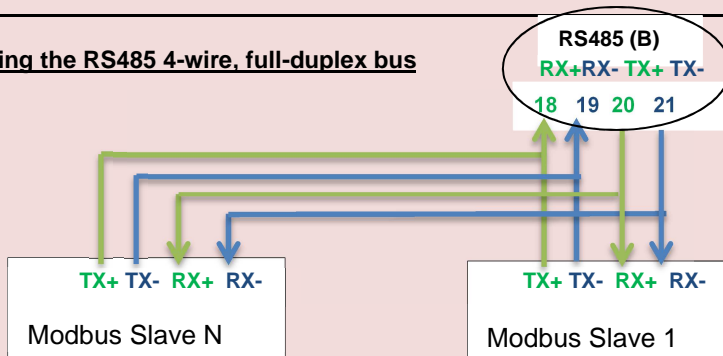 RS485 (B)
ing the RS485 4-wire, full-duplex bus
RX+RX- TX+ TX-
18 19 20 21
TX+ TX- RX+ RX-
TX+ TX- RX+ RX-
Modbus Slave N
Modbus Slave 1